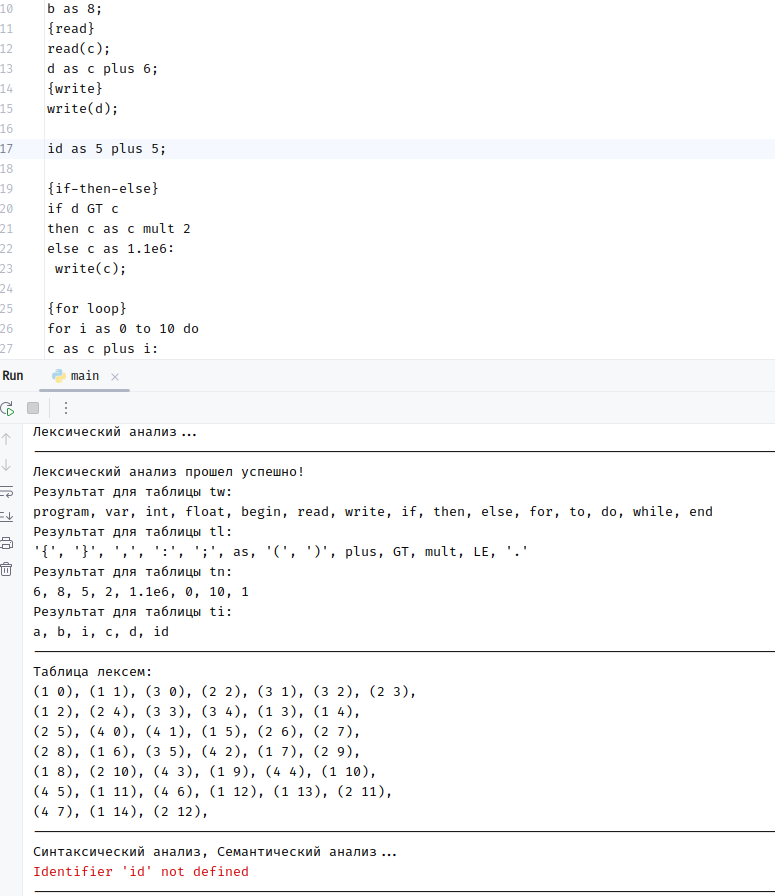 10 b as 8;
11 {read}
12 read(c);
13 d as c plus 6;
14 {write}
15 write(d);
16
17 id as 5 plus 5;
18
19 {if-then-else}
20 if d GT c
21 then c as c mult 2
22 else c as 1.1e6:
23 write(c);
24
25 {for loop}
26 for i as 0 to 10 do
27 c as c plus i:
Run main
Лексический анализ...
Лексический анализ прошел успешно!
Результат для таблицы tw:
program, var, int, float, begin, read, write, if, then, else, for, to, do, while, end
Результат для таблицы tl:
'{', '}', ',', ':', ';', as, '(', ')', plus, GT, mult, LE, '.'
Результат для таблицы tn:
6, 8, 5, 2, 1.1e6, 0, 10, 1
Результат для таблицы ti:
a, b, i, c, d, id
Таблица лексем:
(1 0), (1 1), (3 0), (2 2), (3 1), (3 2), (2 3),
(1 2), (2 4), (3 3), (3 4), (1 3), (1 4),
(2 5), (4 0), (4 1), (1 5), (2 6), (2 7),
(2 8), (1 6), (3 5), (4 2), (1 7), (2 9),
(1 8), (2 10), (4 3), (1 9), (4 4), (1 10),
(4 5), (1 11), (4 6), (1 12), (1 13), (2 11),
(4 7), (1 14), (2 12),
Синтаксический анализ, Семантический анализ...
Identifier 'id' not defined